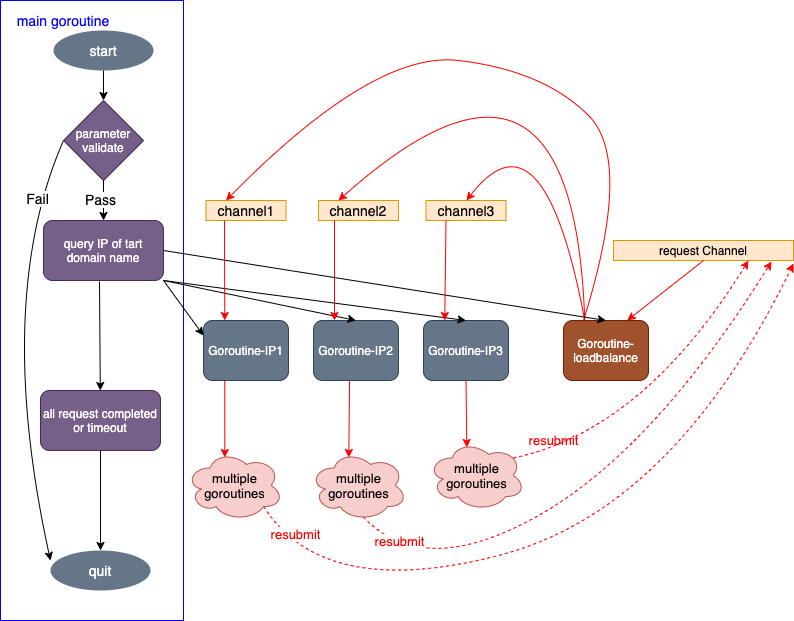 main goroutine
start
parameter
validate
Fail
Pass
query IP of tart
domain name
all request completed
or timeout
quit
channel1
channel2
channel3
request Channel
Goroutine-IP1
Goroutine-IP2
Goroutine-IP3
Goroutine-
loadbalance
multiple
goroutines
multiple
goroutines
multiple
goroutines
resubmit
resubmit
resubmit